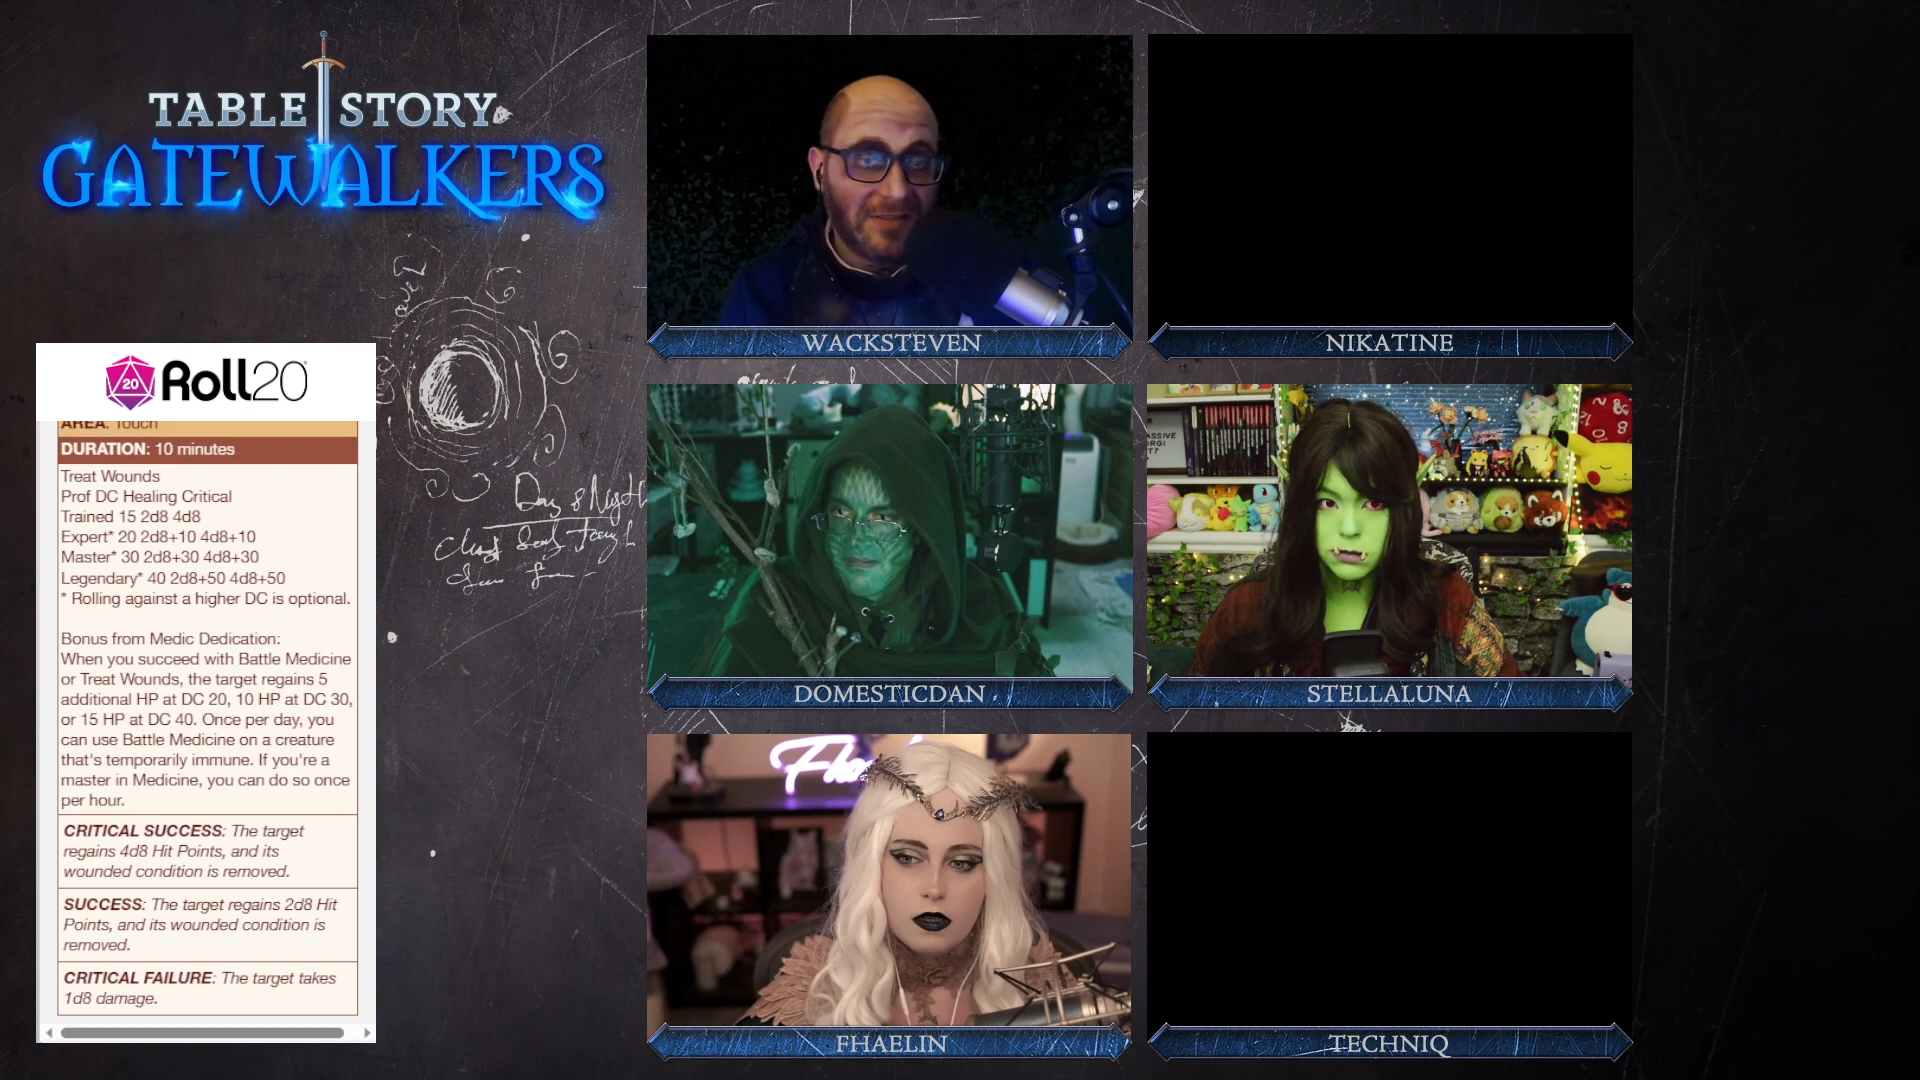 TABLE STORY
GATEWALKERS
20 Roll20
AREA: Touch
DURATION: 10 minutes
Treat Wounds
Prof DC Healing Critical
Trained 15 2d8 4d8
Expert* 20 2d8+10 4d8+10
Master* 30 2d8+30 4d8+30
Legendary* 40 2d8+50 4d8+50
* Rolling against a higher DC is optional.
Bonus from Medic Dedication:
When you succeed with Battle Medicine
or Treat Wounds, the target regains 5
additional HP at DC 20, 10 HP at DC 30,
or 15 HP at DC 40. Once per day, you
can use Battle Medicine on a creature
that's temporarily immune. If you're a
master in Medicine, you can do so once
per hour.
CRITICAL SUCCESS: The target
regains 4d8 Hit Points, and its
wounded condition is removed.
SUCCESS: The target regains 2d8 Hit
Points, and its wounded condition is
removed.
CRITICAL FAILURE: The target takes
1d8 damage.
Day & Night
WACKSTEVEN
NIKATINE
DOMESTICDAN
STELLALUNA
FHAELIN
TECHNIQ